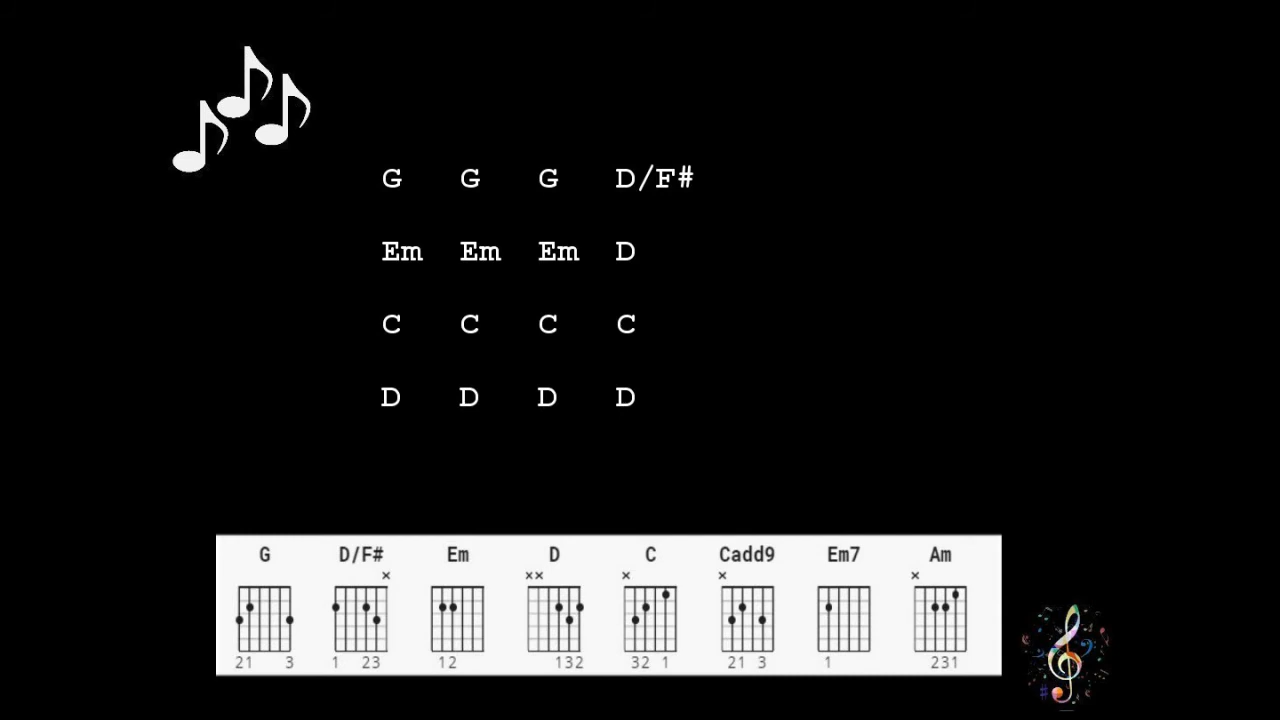 G G G D/F#
Em Em Em D
C C C C
D D D D
G D/F# Em D C Cadd9 Em7 Am
× ×× × × ×
21 3 1 23 12 132 32 1 21 3 1 231